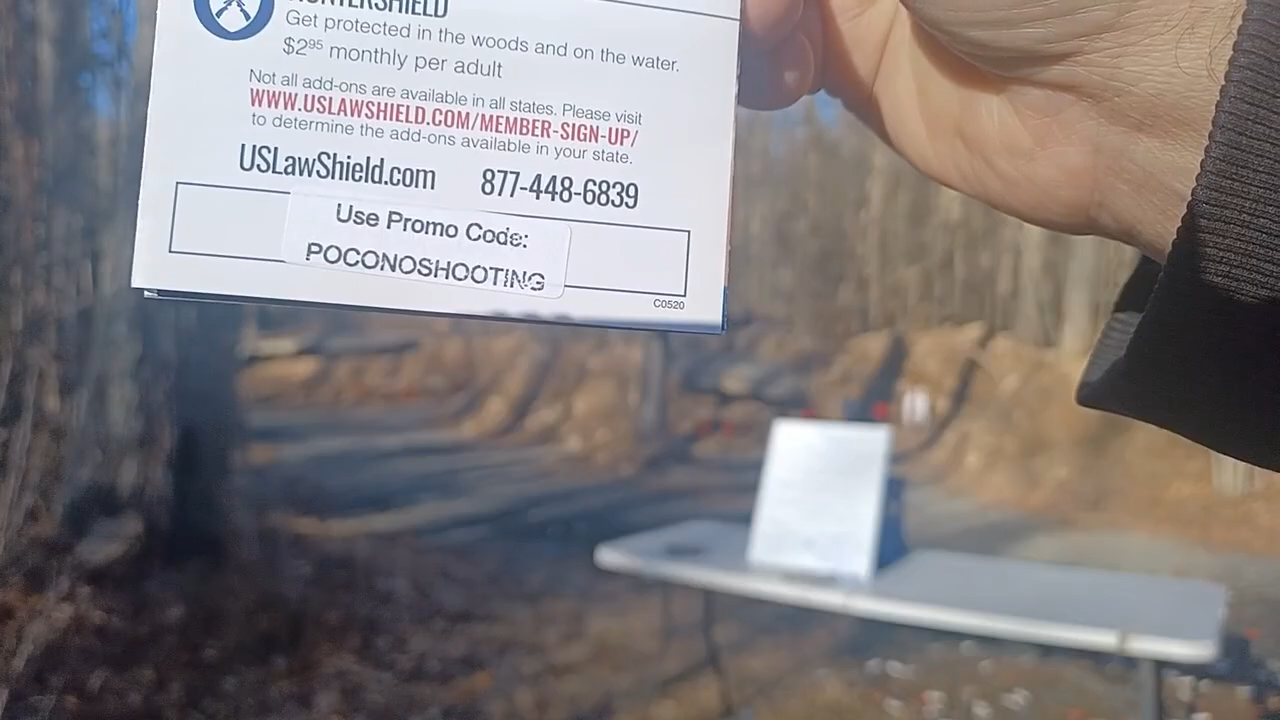 HUNTERSHIELD
Get protected in the woods and on the water.
$2⁹⁵ monthly per adult
Not all add-ons are available in all states. Please visit
WWW.USLAWSHIELD.COM/MEMBER-SIGN-UP/
to determine the add-ons available in your state.
USLawShield.com 877-448-6839
Use Promo Code:
POCONOSHOOTING
C0520